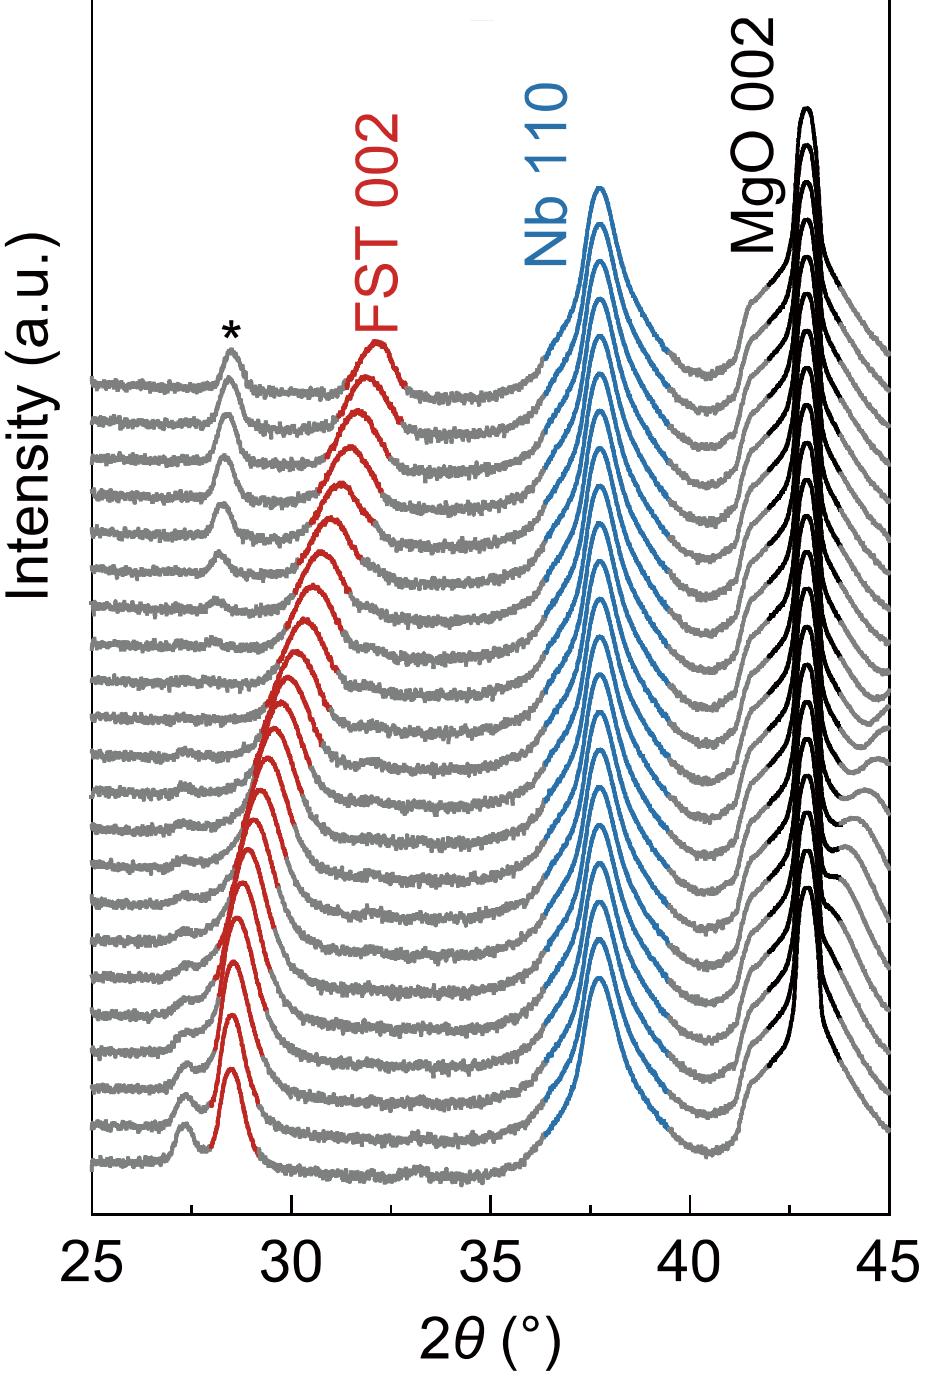 MgO 002
Nb 110
FST 002
*
Intensity (a.u.)
25 30 35 40 45
2θ (°)